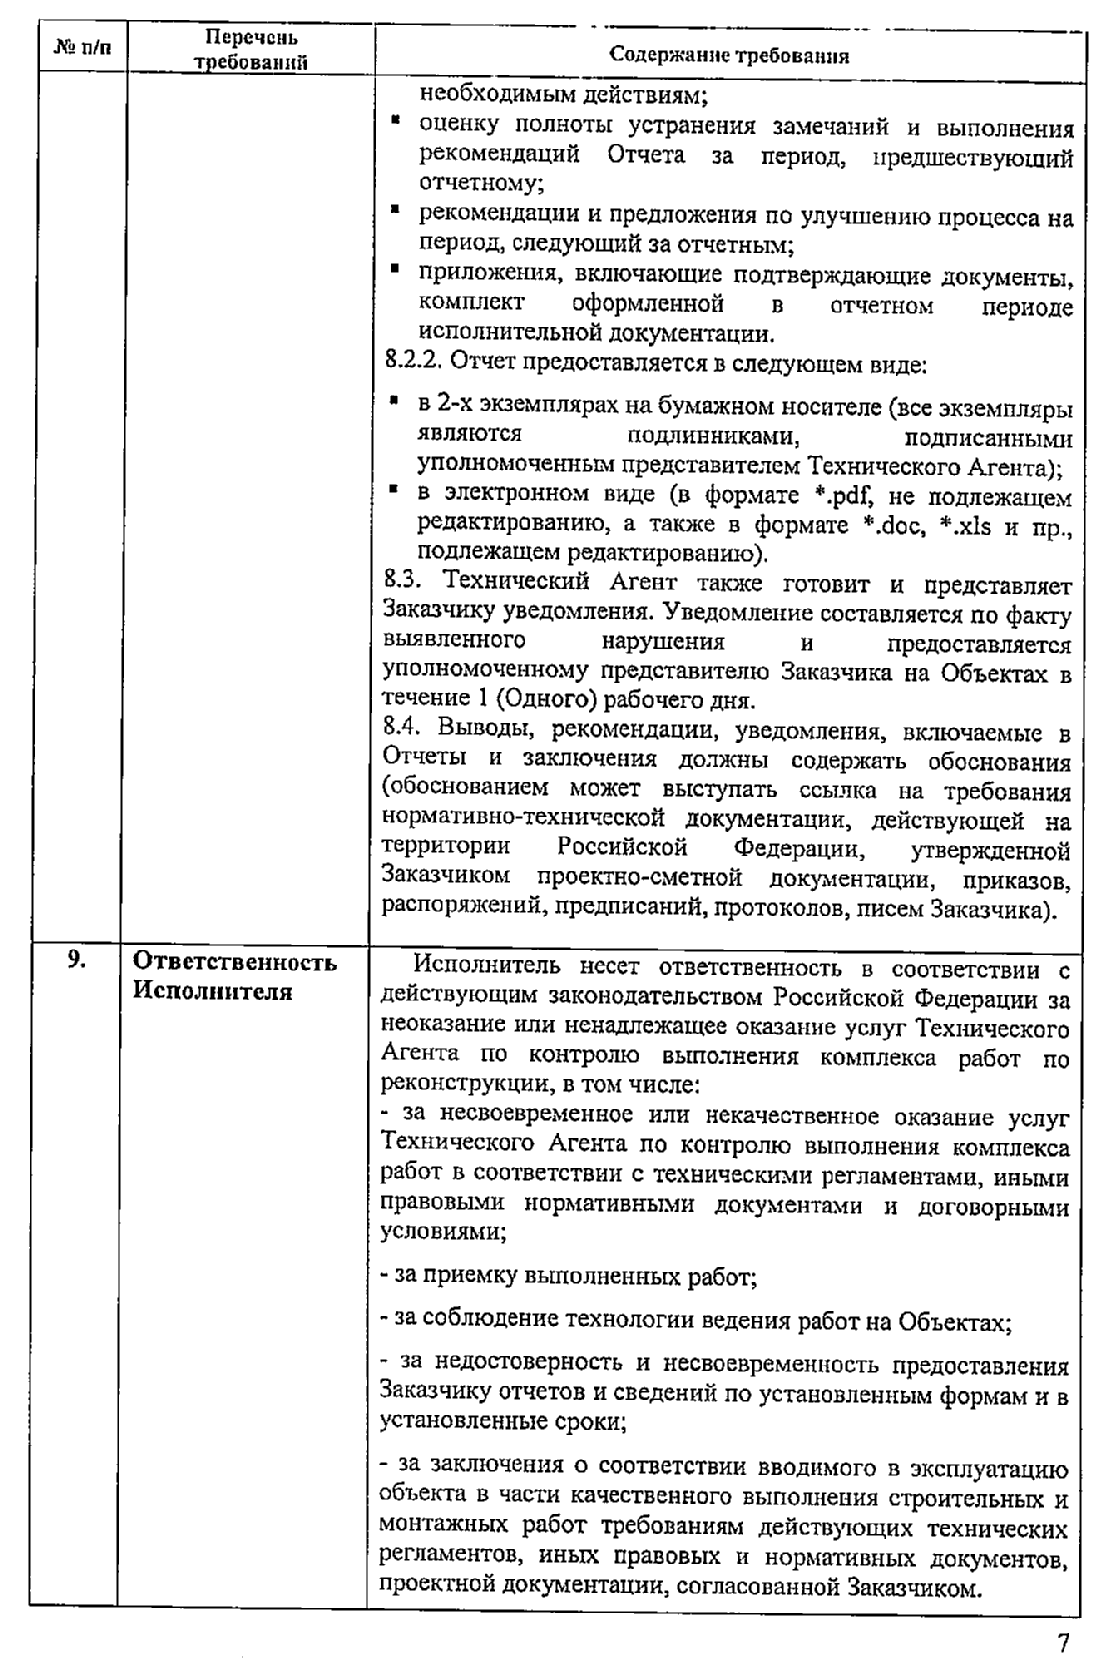 № п/п
Перечень
требований
Содержание требования
необходимым действиям;
▪ оценку полноты устранения замечаний и выполнения
рекомендаций Отчета за период, предшествующий
отчетному;
▪ рекомендации и предложения по улучшению процесса на
период, следующий за отчетным;
▪ приложения, включающие подтверждающие документы,
комплект оформленной в отчетном периоде
исполнительной документации.
8.2.2. Отчет предоставляется в следующем виде:
▪ в 2-х экземплярах на бумажном носителе (все экземпляры
являются подлинниками, подписанными
уполномоченным представителем Технического Агента);
▪ в электронном виде (в формате *.pdf, не подлежащем
редактированию, а также в формате *.doc, *.xls и пр.,
подлежащем редактированию).
8.3. Технический Агент также готовит и представляет
Заказчику уведомления. Уведомление составляется по факту
выявленного нарушения и предоставляется
уполномоченному представителю Заказчика на Объектах в
течение 1 (Одного) рабочего дня.
8.4. Выводы, рекомендации, уведомления, включаемые в
Отчеты и заключения должны содержать обоснования
(обоснованием может выступать ссылка на требования
нормативно-технической документации, действующей на
территории Российской Федерации, утвержденной
Заказчиком проектно-сметной документации, приказов,
распоряжений, предписаний, протоколов, писем Заказчика).
9.
Ответственность
Исполнителя
Исполнитель несет ответственность в соответствии с
действующим законодательством Российской Федерации за
неоказание или ненадлежащее оказание услуг Технического
Агента по контролю выполнения комплекса работ по
реконструкции, в том числе:
- за несвоевременное или некачественное оказание услуг
Технического Агента по контролю выполнения комплекса
работ в соответствии с техническими регламентами, иными
правовыми нормативными документами и договорными
условиями;
- за приемку выполненных работ;
- за соблюдение технологии ведения работ на Объектах;
- за недостоверность и несвоевременность предоставления
Заказчику отчетов и сведений по установленным формам и в
установленные сроки;
- за заключения о соответствии вводимого в эксплуатацию
объекта в части качественного выполнения строительных и
монтажных работ требованиям действующих технических
регламентов, иных правовых и нормативных документов,
проектной документации, согласованной Заказчиком.
7